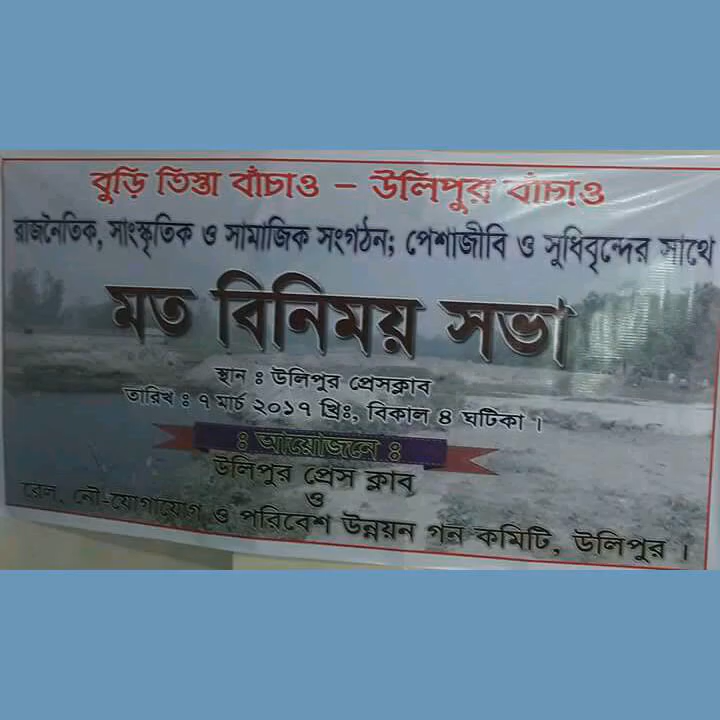 বুড়ি তিস্তা বাঁচাও – উলিপুর বাঁচাও
রাজনৈতিক, সাংস্কৃতিক ও সামাজিক সংগঠন; পেশাজীবি ও সুধিবৃন্দের সাথে
মত বিনিময় সভা
স্থান ঃ উলিপুর প্রেসক্লাব
তারিখ ঃ ৭ মার্চ ২০১৭ খ্রিঃ, বিকাল ৪ ঘটিকা ।
ঃ আয়োজনে ঃ
উলিপুর প্রেস ক্লাব
ও
রেল, নৌ-যোগাযোগ ও পরিবেশ উন্নয়ন গন কমিটি, উলিপুর ।